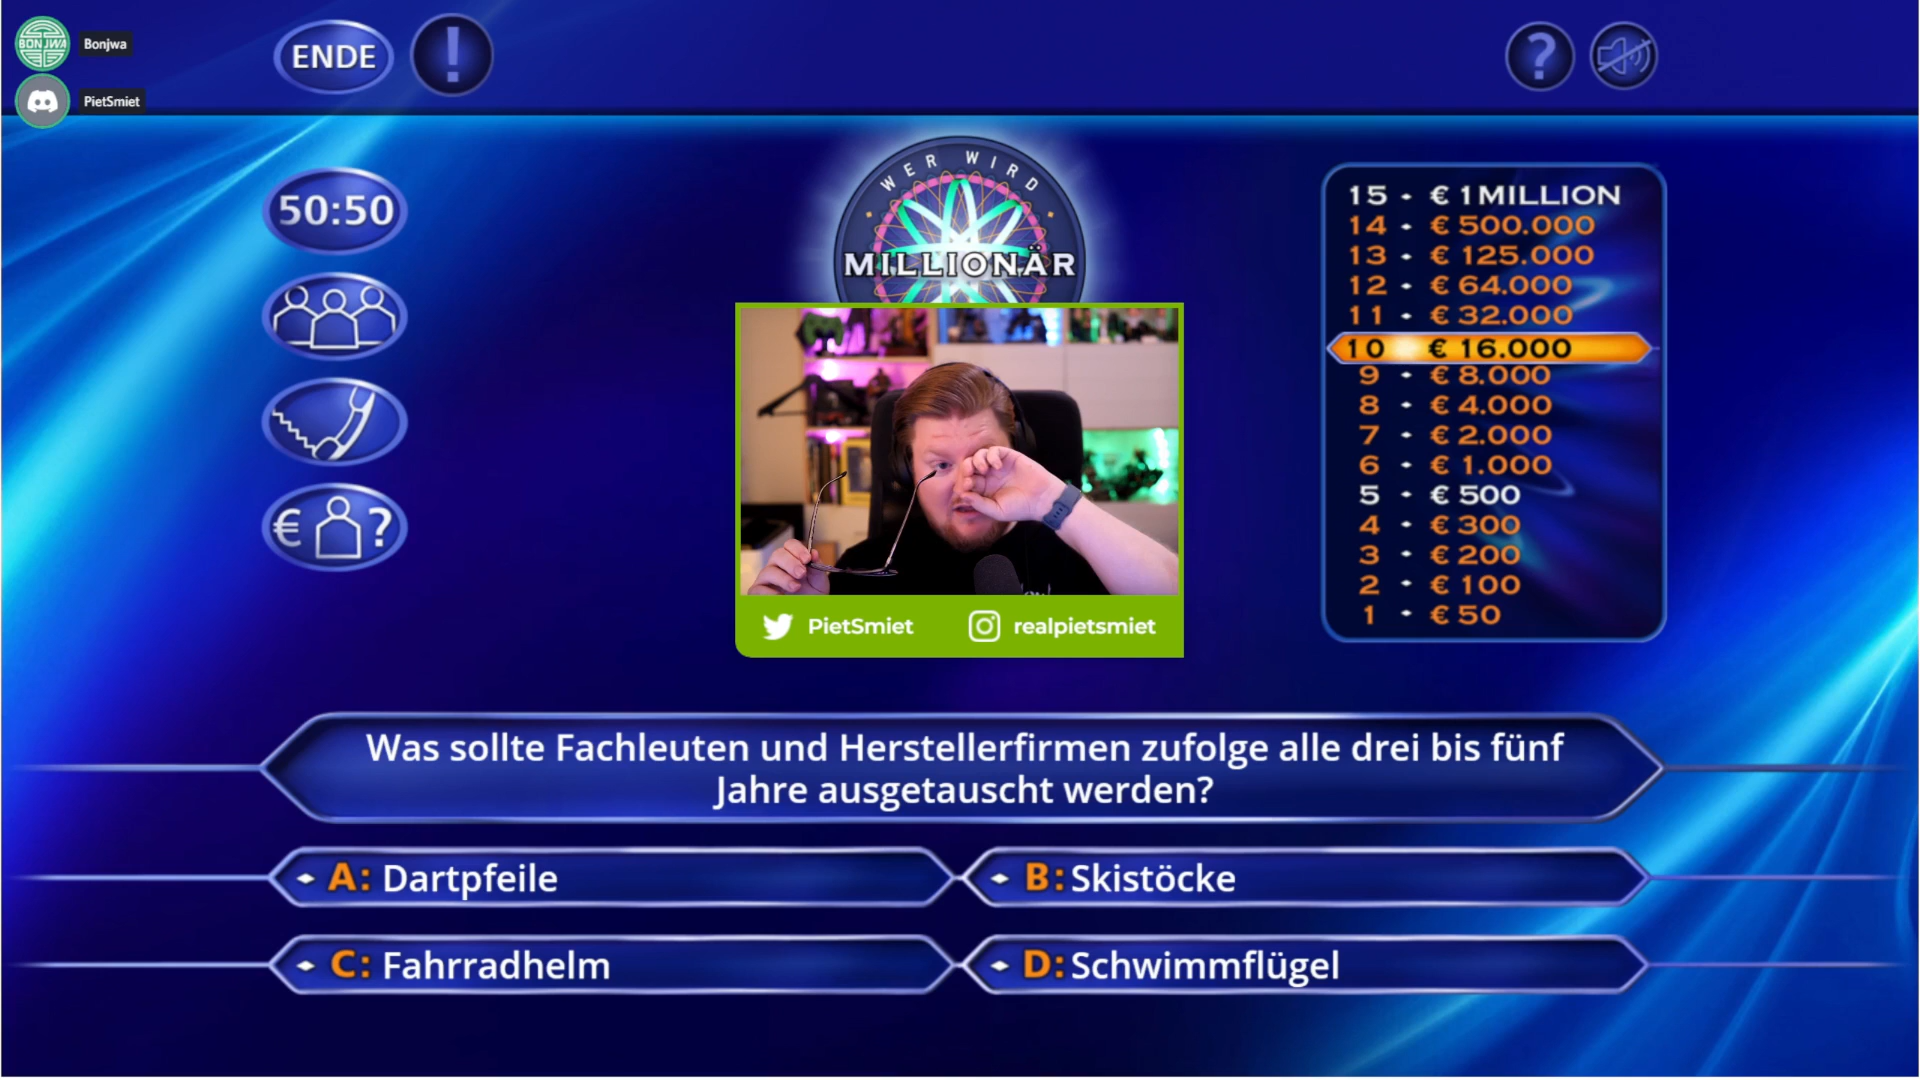 Bonjwa
PietSmiet
ENDE
!
?
50:50
€ ?
WER WIRD
MILLIONÄR
15 € 1 MILLION
14 € 500.000
13 € 125.000
12 € 64.000
11 € 32.000
10 € 16.000
9 € 8.000
8 € 4.000
7 € 2.000
6 € 1.000
5 € 500
4 € 300
3 € 200
2 € 100
1 € 50
PietSmiet realpietsmiet
Was sollte Fachleuten und Herstellerfirmen zufolge alle drei bis fünf
Jahre ausgetauscht werden?
A: Dartpfeile
B: Skistöcke
C: Fahrradhelm
D: Schwimmflügel